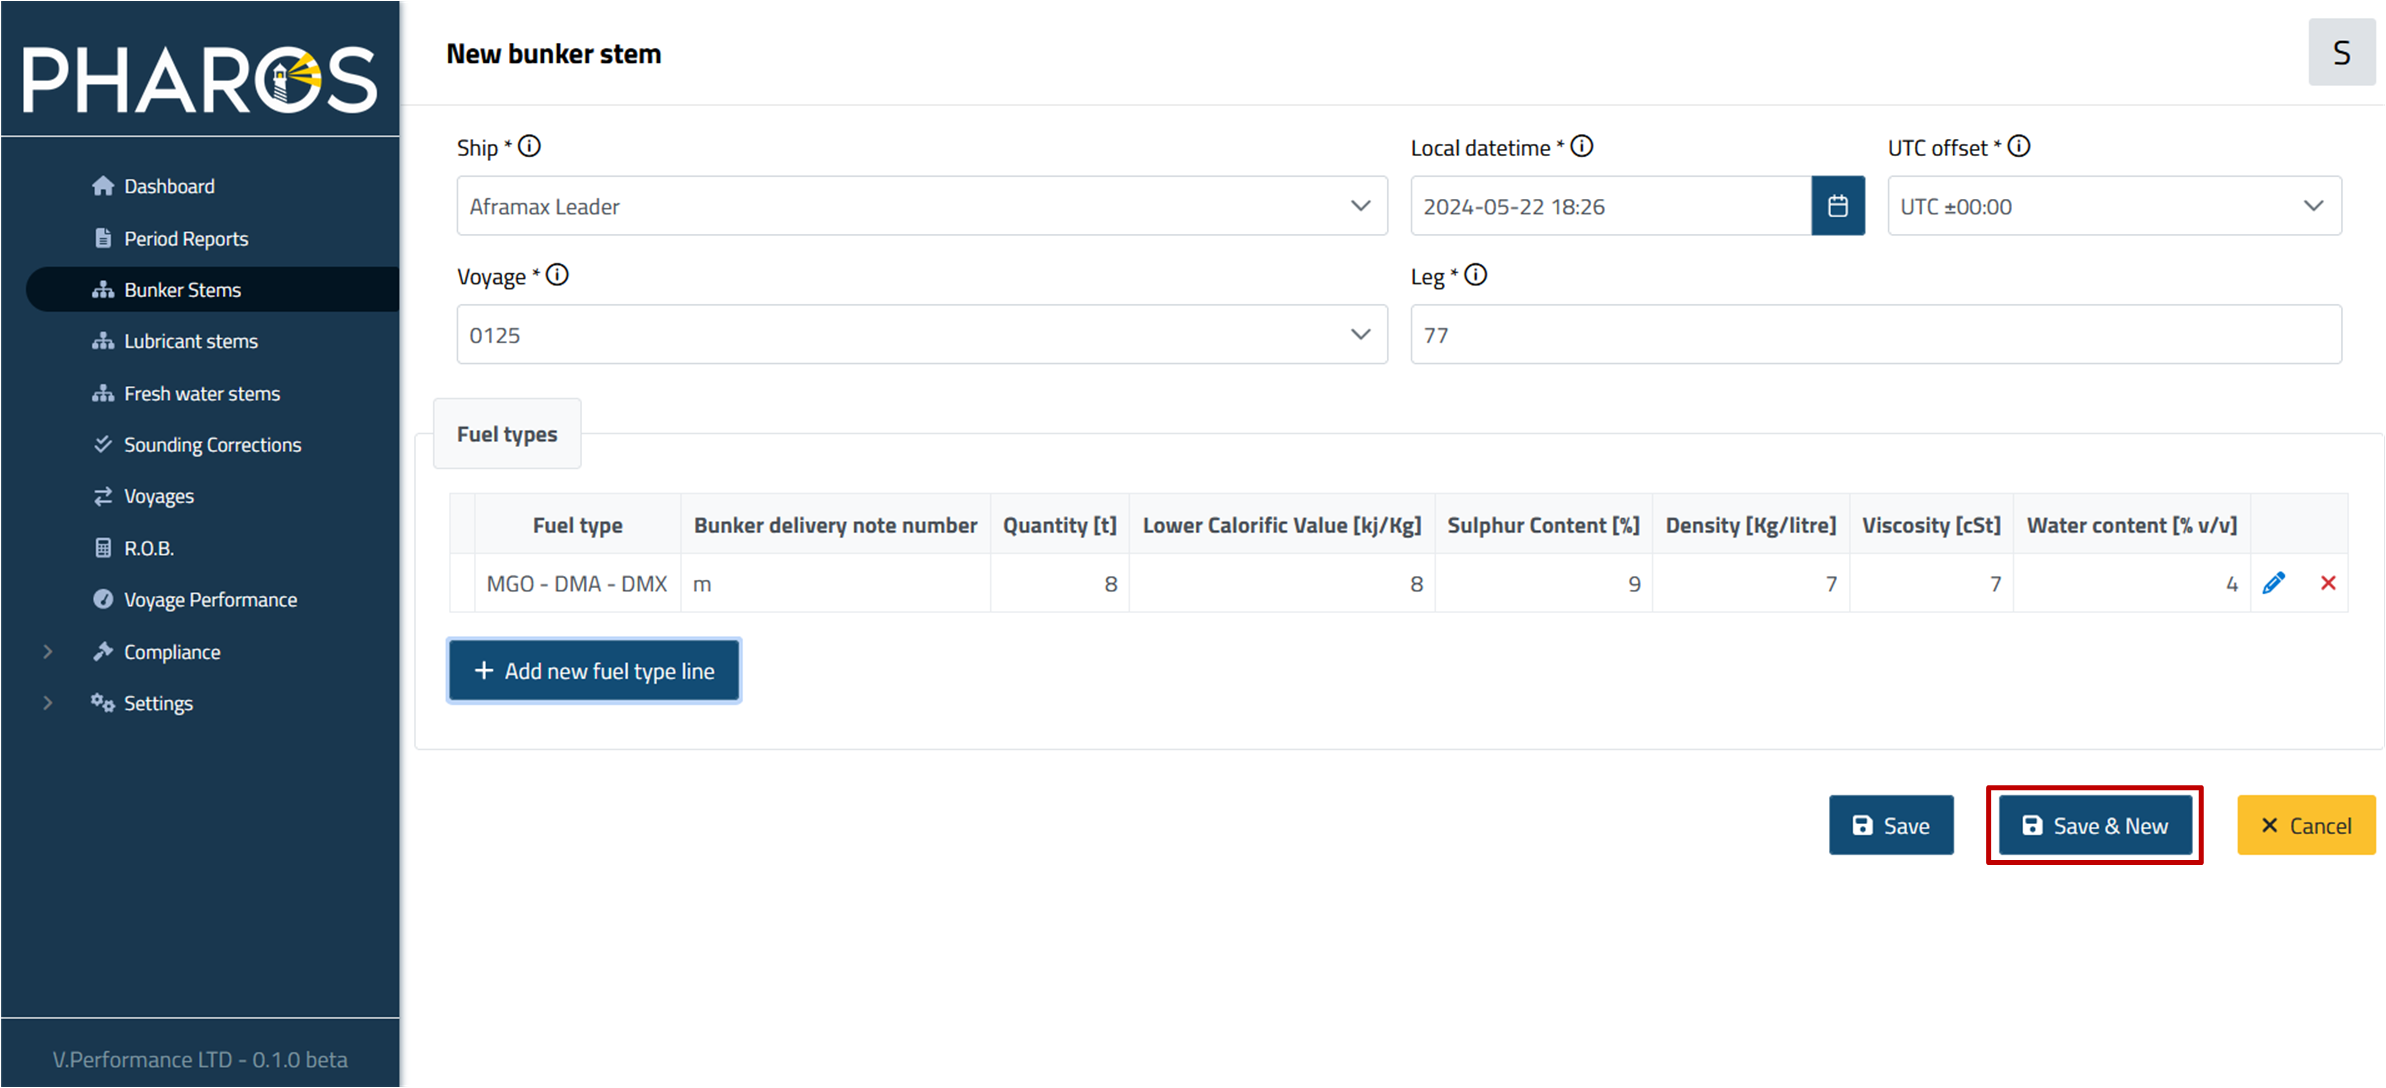 PHAROS
New bunker stem
S
Dashboard
Period Reports
Bunker Stems
Lubricant stems
Fresh water stems
Sounding Corrections
Voyages
R.O.B.
Voyage Performance
Compliance
Settings
V.Performance LTD - 0.1.0 beta
Ship *
Local datetime *
UTC offset *
Aframax Leader
2024-05-22 18:26
UTC ±00:00
Voyage *
Leg *
0125
77
Fuel types
Fuel type Bunker delivery note number Quantity [t] Lower Calorific Value [kj/Kg] Sulphur Content [%] Density [Kg/litre] Viscosity [cSt] Water content [% v/v]
MGO - DMA - DMX m 8 8 9 7 7 4
+ Add new fuel type line
Save
Save & New
Cancel